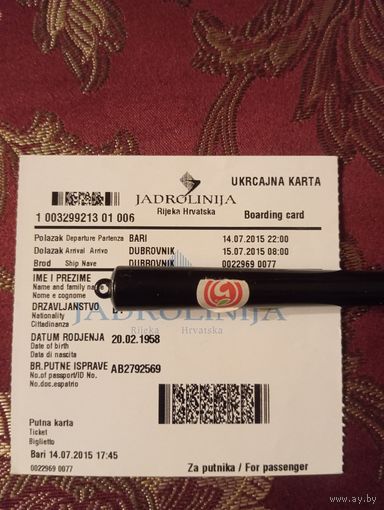 JADROLINIJA
Rijeka Hrvatska
UKRCAJNA KARTA
Boarding card
1 003299213 01 006
Polazak Departure Partenza BARI 14.07.2015 22:00
Dolazak Arrival Arrivo DUBROVNIK 15.07.2015 08:00
Brod Ship Nave DUBROVNIK 0022969 0077
IME I PREZIME
Name and family na
Nome e cognome
DRZAVLJANSTVO
Nationality
Cittadinanza
JADROLINIJA
Rijeka Hrvatska
DATUM RODJENJA 20.02.1958
Date of birth
Data di nascita
BR.PUTNE ISPRAVE AB2792569
No.of passport/ID No.
No.doc.espatrio
Putna karta
Ticket
Biglietto
Bari 14.07.2015 17:45
0022969 0077
Za putnika / For passenger
ay.by